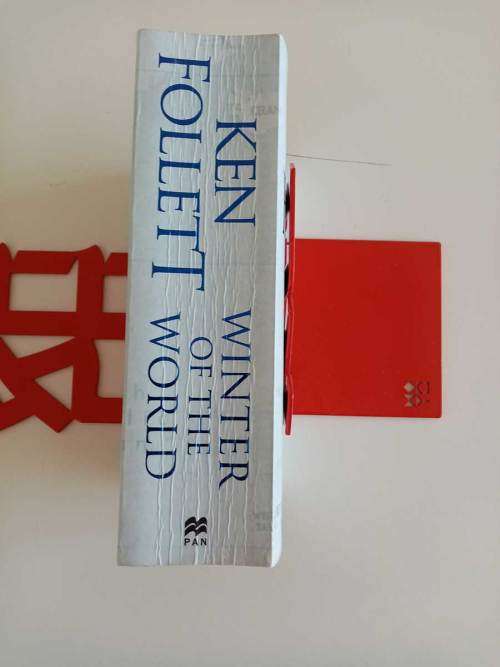 KEN
FOLLETT
WINTER
OF THE
WORLD
PAN